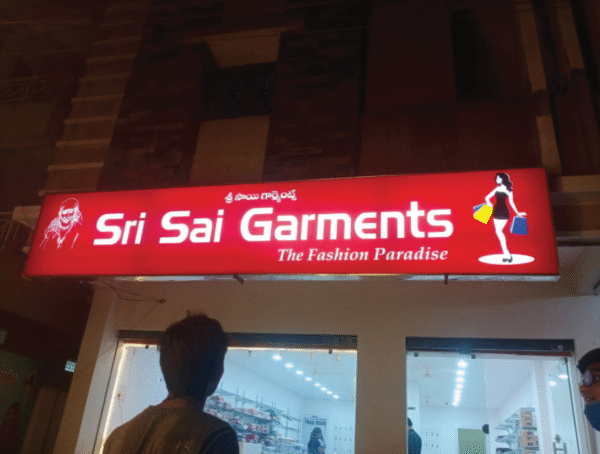 శ్రీ సాయి గార్మెంట్స్
Sri Sai Garments
The Fashion Paradise